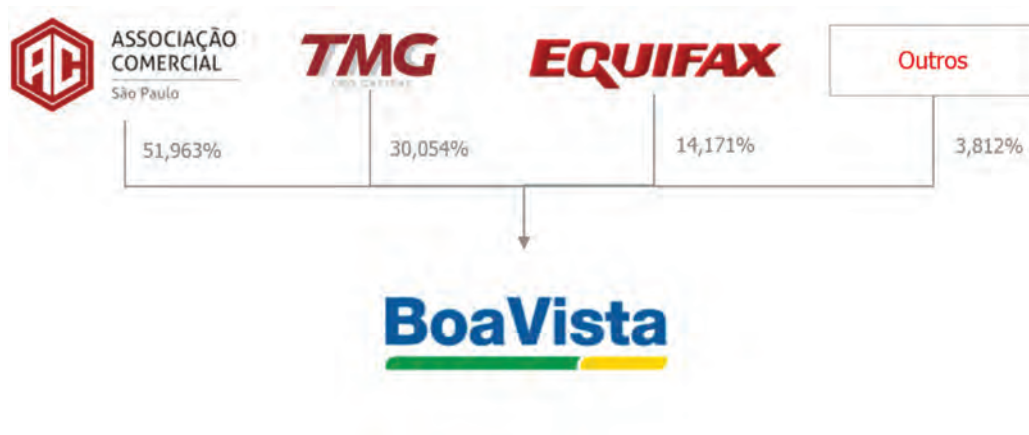 ASSOCIAÇÃO
COMERCIAL
São Paulo
TMG
EQUIFAX
Outros
51,963%
30,054%
14,171%
3,812%
BoaVista